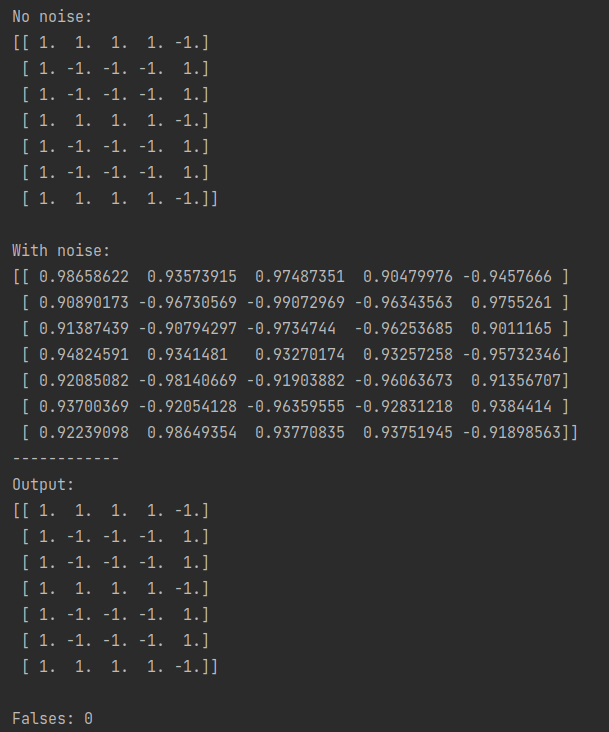 No noise:
[[ 1.  1.  1.  1. -1.]
 [ 1. -1. -1. -1.  1.]
 [ 1. -1. -1. -1.  1.]
 [ 1.  1.  1.  1. -1.]
 [ 1. -1. -1. -1.  1.]
 [ 1. -1. -1. -1.  1.]
 [ 1.  1.  1.  1. -1.]]

With noise:
[[ 0.98658622  0.93573915  0.97487351  0.90479976 -0.9457666 ]
 [ 0.90890173 -0.96730569 -0.99072969 -0.96343563  0.9755261 ]
 [ 0.91387439 -0.90794297 -0.9734744  -0.96253685  0.9011165 ]
 [ 0.94824591  0.9341481   0.93270174  0.93257258 -0.95732346]
 [ 0.92085082 -0.98140669 -0.91903882 -0.96063673  0.91356707]
 [ 0.93700369 -0.92054128 -0.96359555 -0.92831218  0.9384414 ]
 [ 0.92239098  0.98649354  0.93770835  0.93751945 -0.91898563]]
------------
Output:
[[ 1.  1.  1.  1. -1.]
 [ 1. -1. -1. -1.  1.]
 [ 1. -1. -1. -1.  1.]
 [ 1.  1.  1.  1. -1.]
 [ 1. -1. -1. -1.  1.]
 [ 1. -1. -1. -1.  1.]
 [ 1.  1.  1.  1. -1.]]

Falses: 0